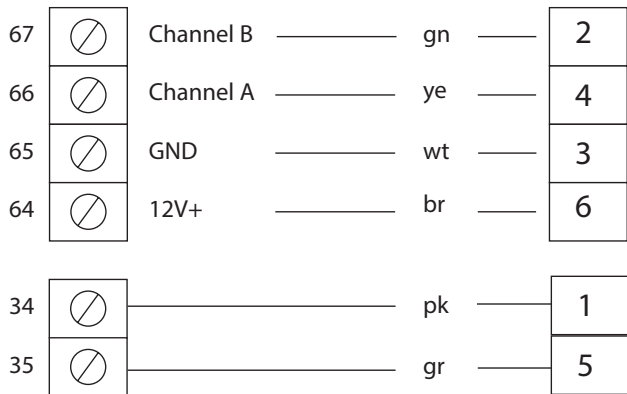 67 Channel B gn 2
66 Channel A ye 4
65 GND wt 3
64 12V+ br 6
34 pk 1
35 gr 5